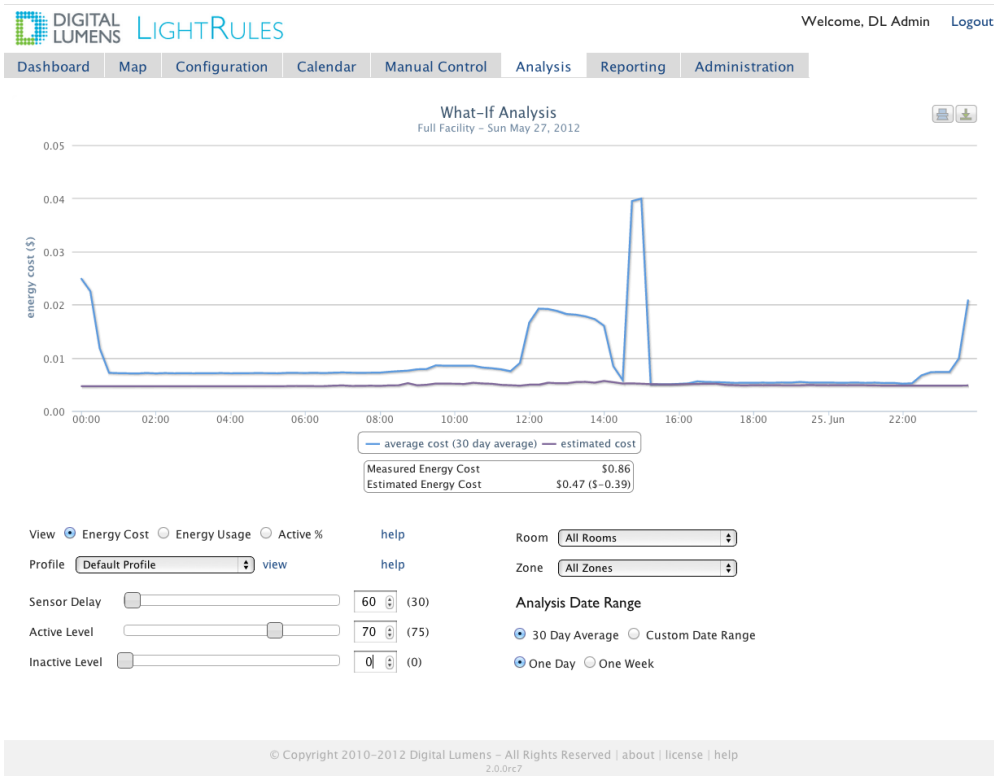 DIGITAL LUMENS LIGHTRULES
Welcome, DL Admin Logout
Dashboard Map Configuration Calendar Manual Control Analysis Reporting Administration
What-If Analysis
Full Facility - Sun May 27, 2012
0.05
0.04
0.03
0.02
0.01
0.00
energy cost ($)
00:00 02:00 04:00 06:00 08:00 10:00 12:00 14:00 16:00 18:00 25. Jun 22:00
average cost (30 day average) estimated cost
Measured Energy Cost $0.86
Estimated Energy Cost $0.47 ($-0.39)
View Energy Cost Energy Usage Active % help
Profile Default Profile view help
Sensor Delay 60 (30)
Active Level 70 (75)
Inactive Level 0 (0)
Room All Rooms
Zone All Zones
Analysis Date Range
30 Day Average Custom Date Range
One Day One Week
© Copyright 2010-2012 Digital Lumens - All Rights Reserved | about | license | help
2.0.0rc7